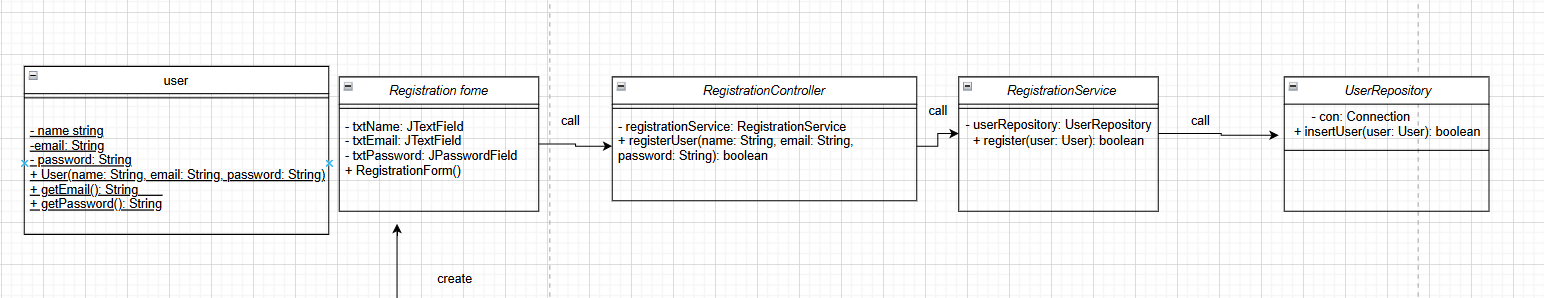 user
- name string
-email: String
- password: String
+ User(name: String, email: String, password: String)
+ getEmail(): String
+ getPassword(): String
Registration fome
- txtName: JTextField
- txtEmail: JTextField
- txtPassword: JPasswordField
+ RegistrationForm()
call
RegistrationController
- registrationService: RegistrationService
+ registerUser(name: String, email: String,
password: String): boolean
call
RegistrationService
- userRepository: UserRepository
+ register(user: User): boolean
call
UserRepository
- con: Connection
+ insertUser(user: User): boolean
create